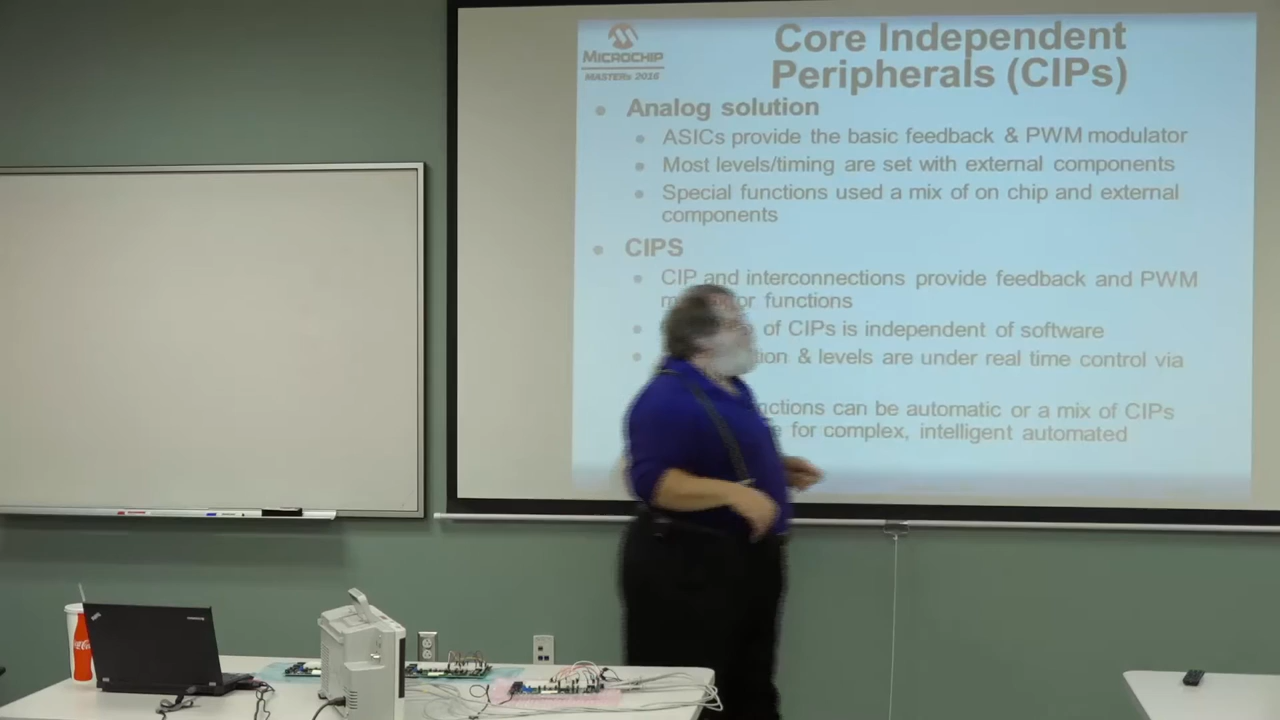 MICROCHIP
MASTERs 2016
Core Independent
Peripherals (CIPs)
Analog solution
ASICs provide the basic feedback & PWM modulator
Most levels/timing are set with external components
Special functions used a mix of on chip and external
components
CIPS
CIP and interconnections provide feedback and PWM
or functions
of CIPs is independent of software
& levels are under real time control via
can be automatic or a mix of CIPs
for complex, intelligent automated